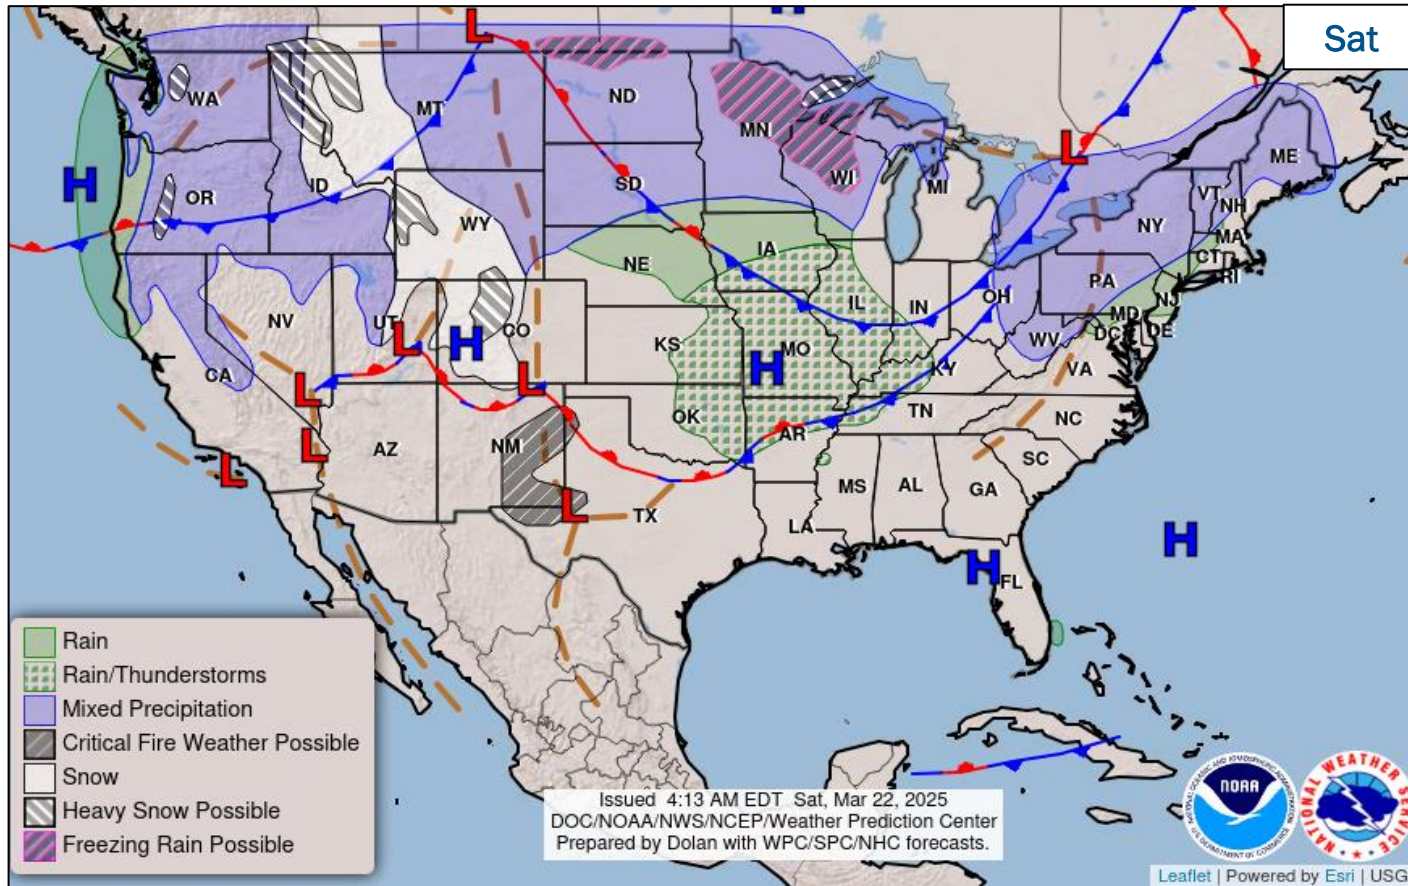 Sat
H
L
L
WA
MT
ND
MN
WI
MI
ME
VT
NH
NY
MA
CT
RI
H
OR
ID
SD
WY
NE
IA
IL
IN
OH
PA
NJ
MD
DC
DE
WV
VA
NV
UT
L
H
CO
KS
MO
H
KY
CA
L
L
L
AZ
NM
L
OK
AR
TN
NC
SC
L
TX
MS
AL
GA
LA
H
FL
H
Rain
Rain/Thunderstorms
Mixed Precipitation
Critical Fire Weather Possible
Snow
Heavy Snow Possible
Freezing Rain Possible
Issued 4:13 AM EDT Sat, Mar 22, 2025
DOC/NOAA/NWS/NCEP/Weather Prediction Center
Prepared by Dolan with WPC/SPC/NHC forecasts.
NOAA
NATIONAL WEATHER SERVICE
Leaflet | Powered by Esri | USG